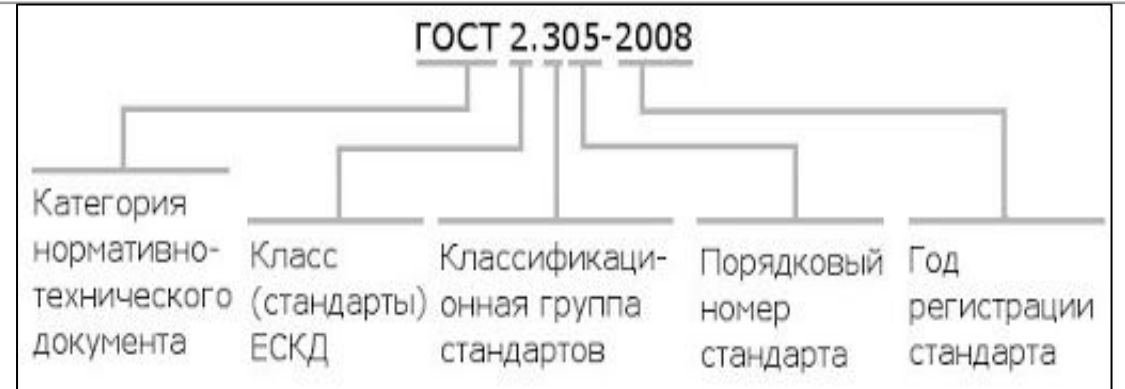 ГОСТ 2.305-2008
Категория
нормативно-
технического
документа
Класс
(стандарты)
ЕСКД
Классификаци-
онная группа
стандартов
Порядковый
номер
стандарта
Год
регистрации
стандарта